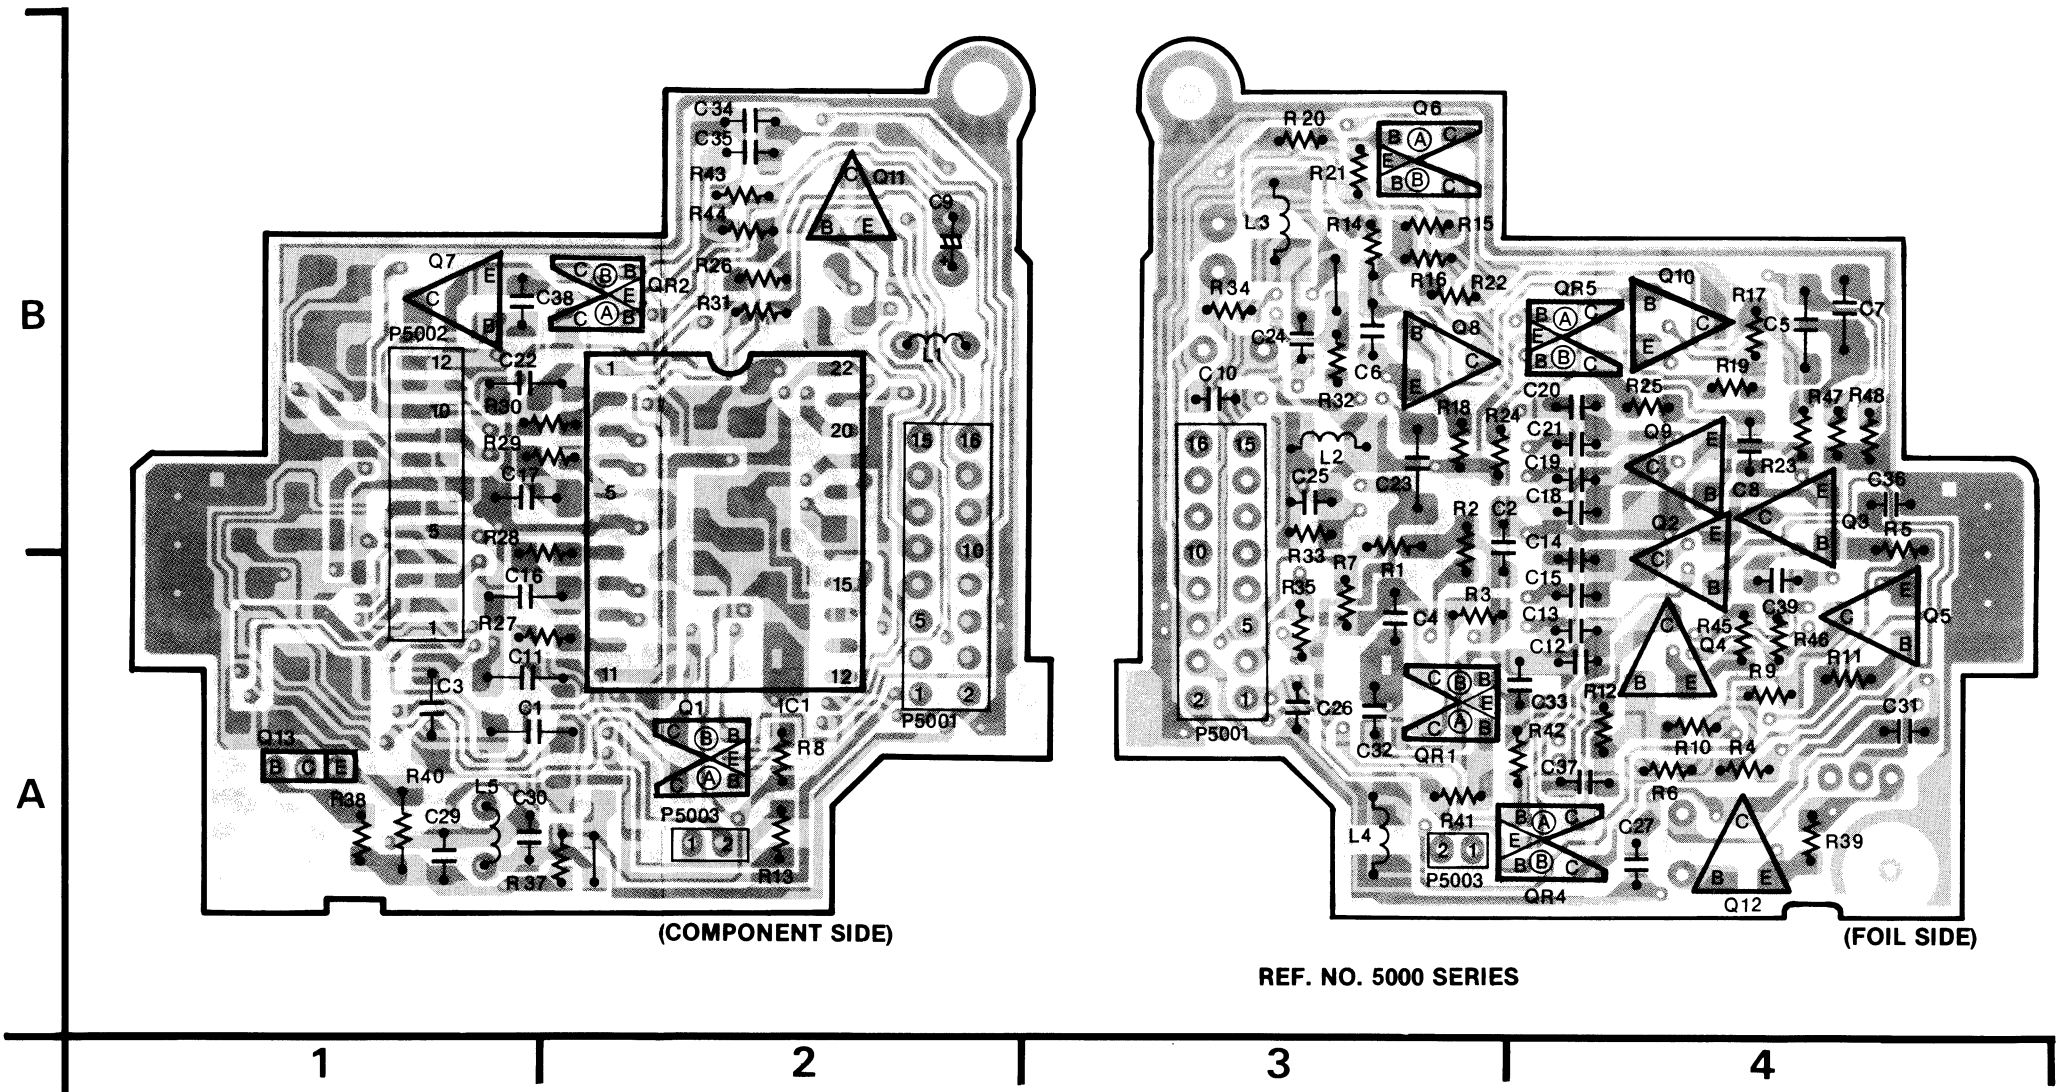 C34
C35
R43
C Q11
R44
B E
C9
R26
R31
Q7
E
C
B
C38
C B B
QR2
E
C A B
P5002
12
C22
1
22
L1
10
R30
20
15 16
R29
C17
5
5
R28
10
C16
15
1
R27
5
C11
11
12
C3
1 2
P5001
C1
Q1
IC1
C B B
E
C A B
R8
Q13
B C E
R40
R38
L5
C30
C29
P5003
1 2
R37
R13
(COMPONENT SIDE)
Q6
R20
B A C
E
B B C
R21
L3
R14
R15
R16
R22
R34
Q10
QR5
R17
C5
C7
B A C
E
B B C
B
C
E
Q8
B
C
E
C24
C6
C10
R32
R19
C20
R25
R18
R24
R47
R48
16 15
L2
C21
Q9
E
C
B
C19
R23
C25
C23
C18
C8
C36
R2
C2
Q2
E
C
B
E
C
B
Q3
R5
10
R33
C14
R7
R1
C15
R35
R3
C39
E
C
B
Q5
C4
C13
5
R45
R46
C12
C
Q4
B E
R9
R11
C B B
E
C A B
2 1
P5001
C26
C32
QR1
C33
R12
C31
R42
R10
R4
C37
R6
R41
L4
B A C
E
B B C
C27
C
R39
2 1
P5003
B E
QR4
Q12
(FOIL SIDE)
REF. NO. 5000 SERIES
B
A
1 2 3 4